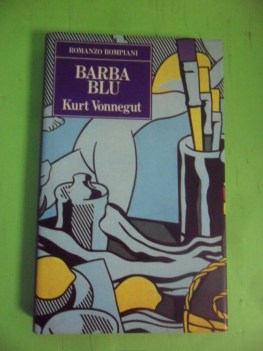 ROMANZO BOMPIANI
BARBA
BLU
Kurt Vonnegut